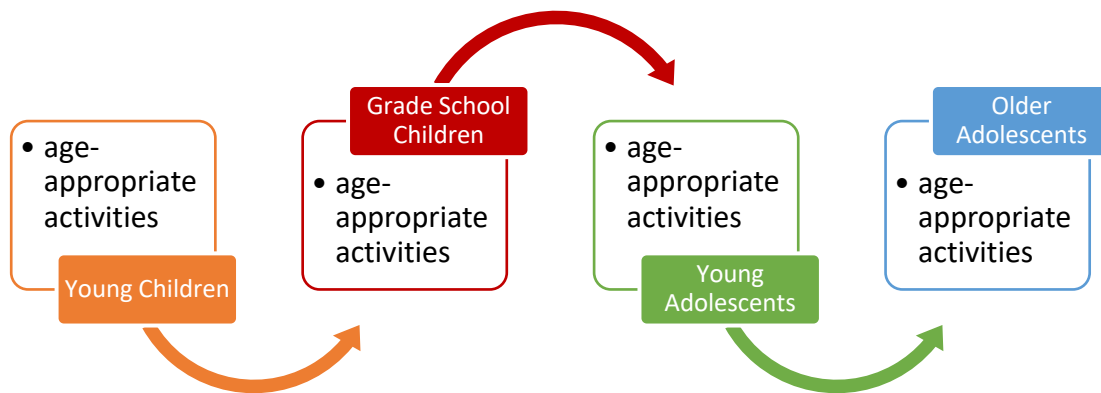 • age-
appropriate
activities
Young Children
Grade School
Children
• age-
appropriate
activities
• age-
appropriate
activities
Young
Adolescents
Older
Adolescents
• age-
appropriate
activities